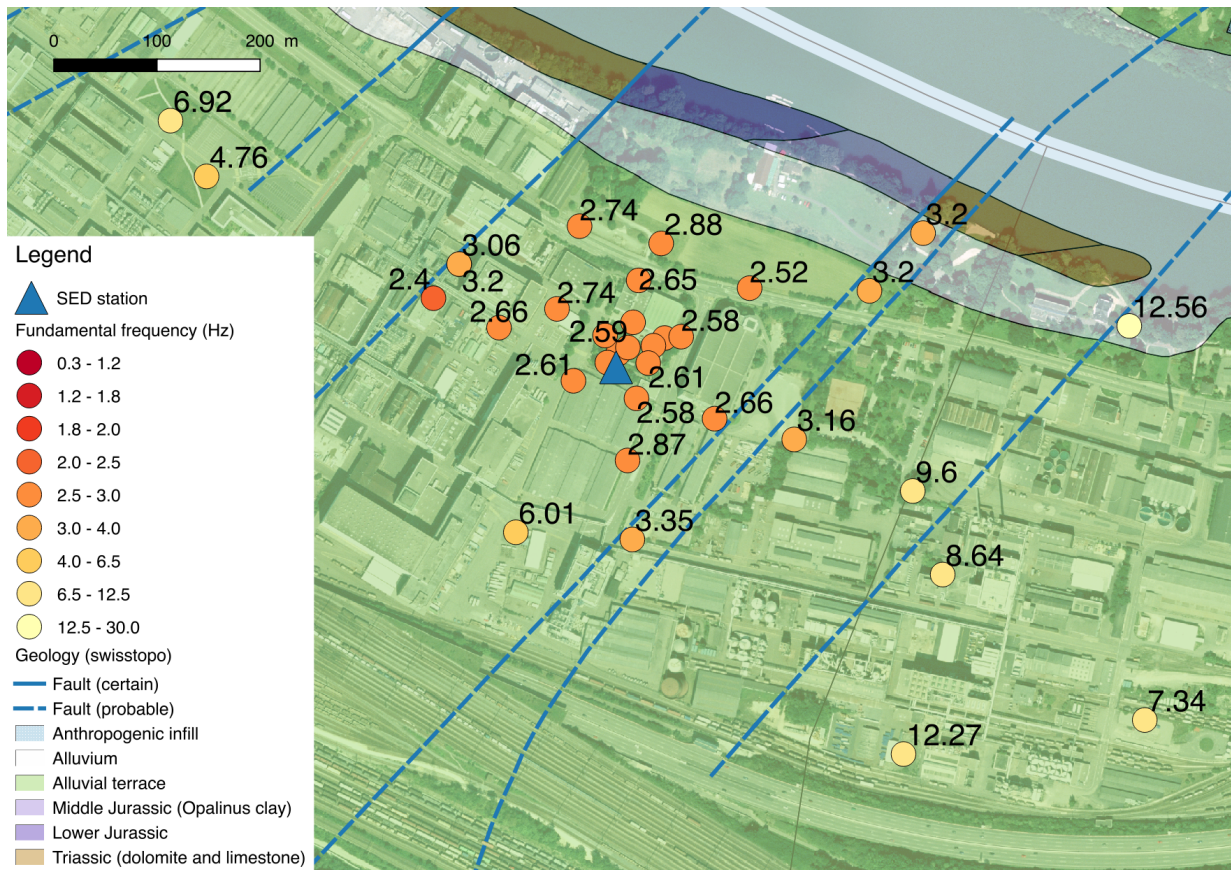 0 100 200 m
6.92
4.76
2.74
2.88
3.2
3.06
2.4
3.2
2.65
2.52
3.2
2.66
2.74
2.59
2.58
12.56
2.61
2.61
2.58
2.66
3.16
2.87
9.6
6.01
3.35
8.64
7.34
12.27
Legend
SED station
Fundamental frequency (Hz)
0.3 - 1.2
1.2 - 1.8
1.8 - 2.0
2.0 - 2.5
2.5 - 3.0
3.0 - 4.0
4.0 - 6.5
6.5 - 12.5
12.5 - 30.0
Geology (swisstopo)
Fault (certain)
Fault (probable)
Anthropogenic infill
Alluvium
Alluvial terrace
Middle Jurassic (Opalinus clay)
Lower Jurassic
Triassic (dolomite and limestone)